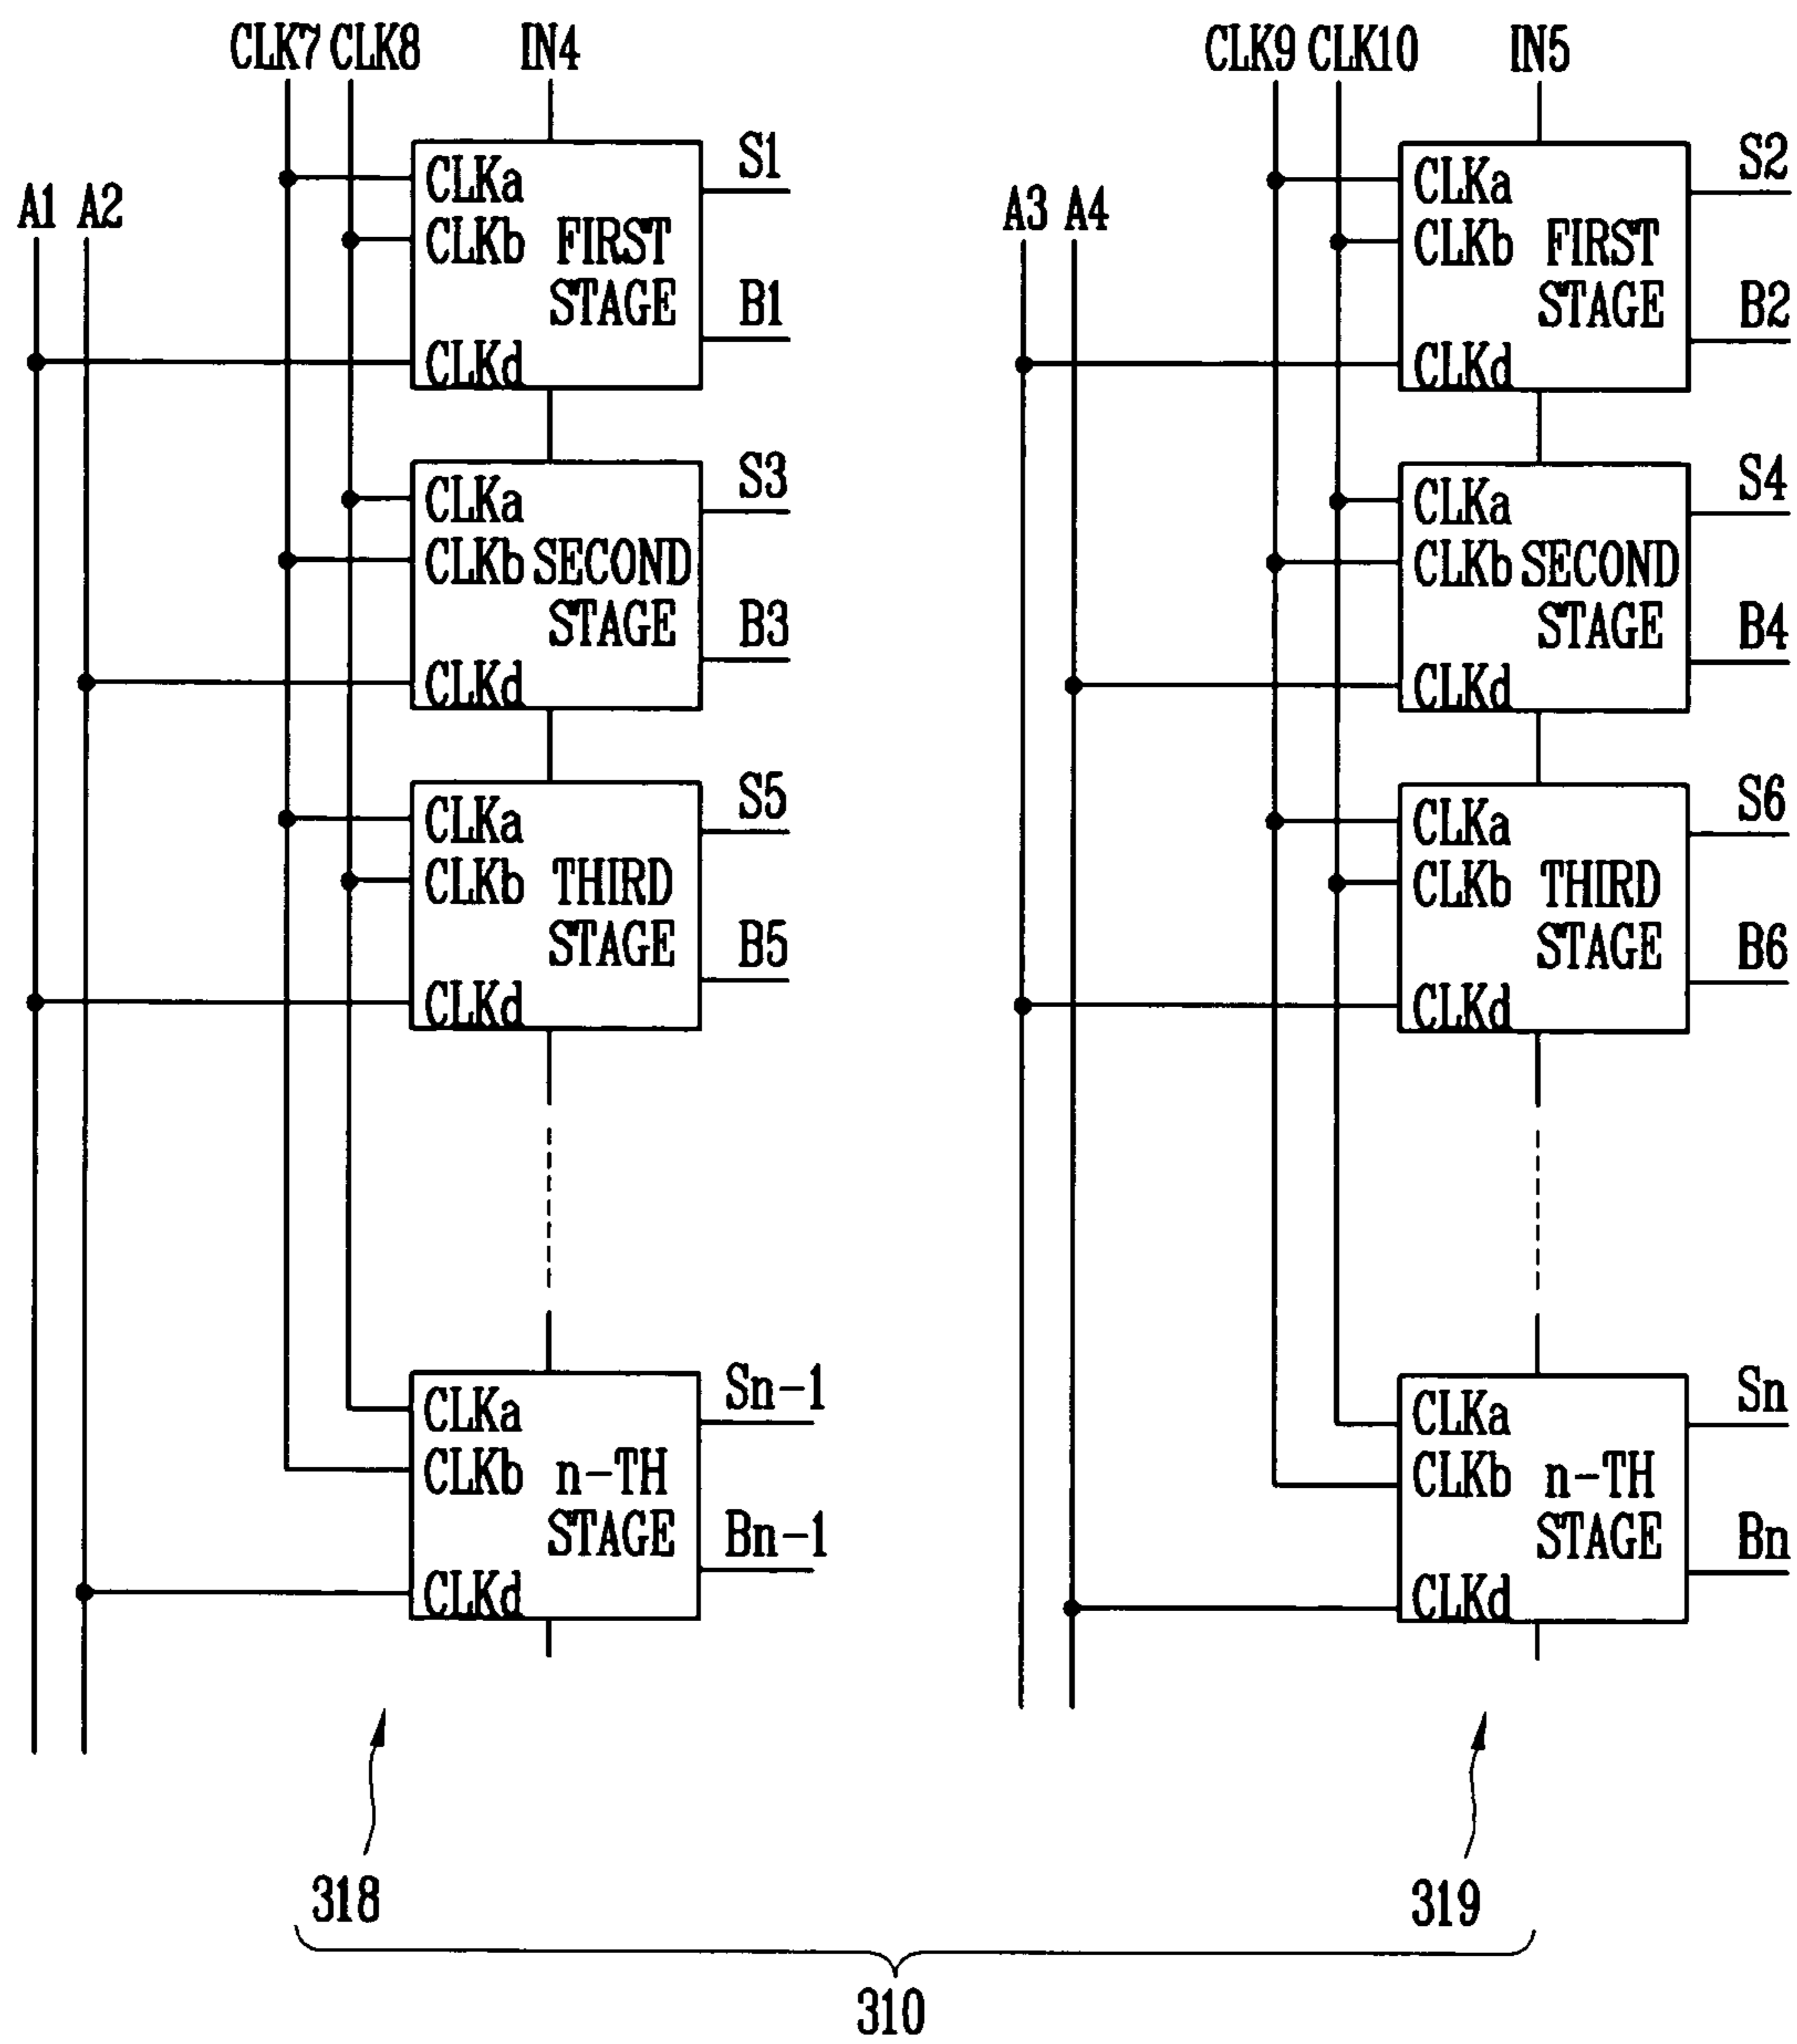 CLK7 CLK8 IN4
A1 A2
CLKa S1
CLKb FIRST
STAGE B1
CLKd
CLKa S3
CLKb SECOND
STAGE B3
CLKd
CLKa S5
CLKb THIRD
STAGE B5
CLKd
CLKa Sn-1
CLKb n-TH
STAGE Bn-1
CLKd
318
CLK9 CLK10 IN5
A3 A4
CLKa S2
CLKb FIRST
STAGE B2
CLKd
CLKa S4
CLKb SECOND
STAGE B4
CLKd
CLKa S6
CLKb THIRD
STAGE B6
CLKd
CLKa Sn
CLKb n-TH
STAGE Bn
CLKd
319
310